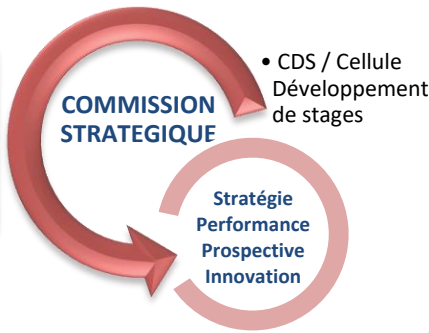 COMMISSION
STRATEGIQUE
• CDS / Cellule
Développement
de stages
Stratégie
Performance
Prospective
Innovation